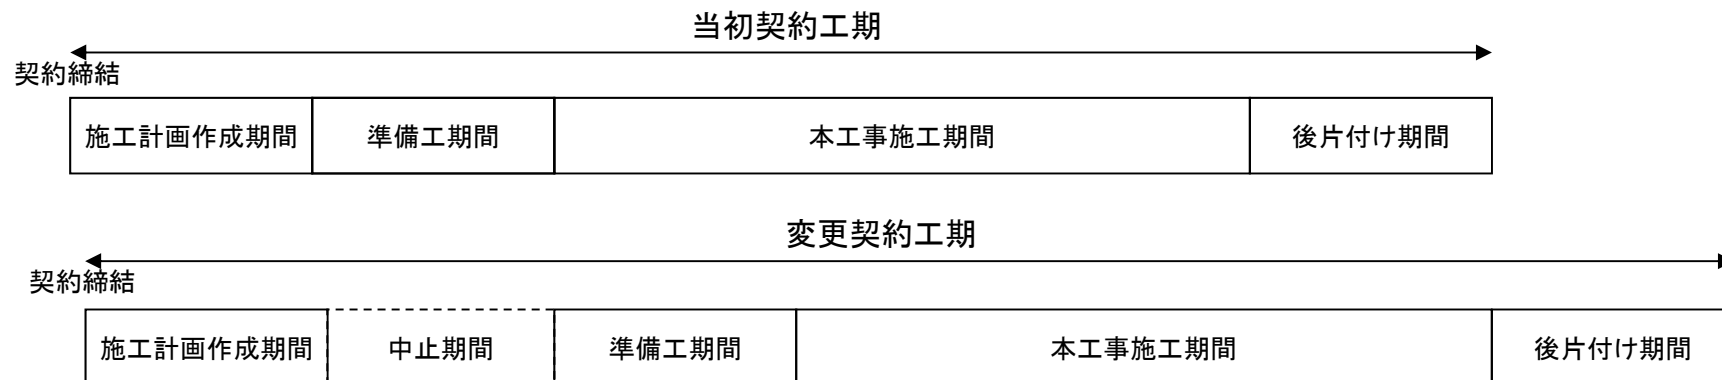 当初契約工期
契約締結
施工計画作成期間
準備工期間
本工事施工期間
後片付け期間
変更契約工期
契約締結
施工計画作成期間
中止期間
準備工期間
本工事施工期間
後片付け期間